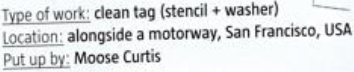 Type of work: clean tag (stencil + washer)
Location: alongside a motorway, San Francisco, USA
Put up by: Moose Curtis